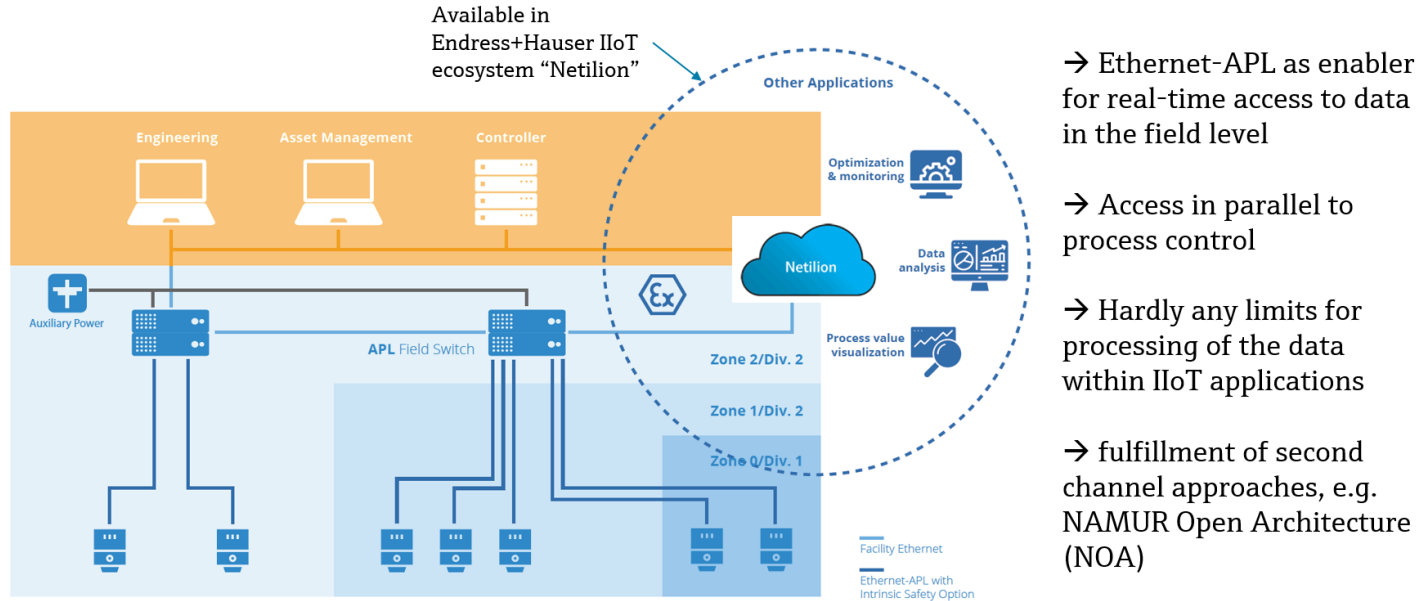 Available in
Endress+Hauser IIoT
ecosystem “Netilion”
Other Applications
Engineering
Asset Management
Controller
Optimization
& monitoring
Netilion
Data
analysis
Ex
Auxiliary Power
APL Field Switch
Process value
visualization
Zone 2/Div. 2
Zone 1/Div. 2
Zone 0/Div. 1
Facility Ethernet
Ethernet-APL with
Intrinsic Safety Option
→ Ethernet-APL as enabler
for real-time access to data
in the field level
→ Access in parallel to
process control
→ Hardly any limits for
processing of the data
within IIoT applications
→ fulfillment of second
channel approaches, e.g.
NAMUR Open Architecture
(NOA)